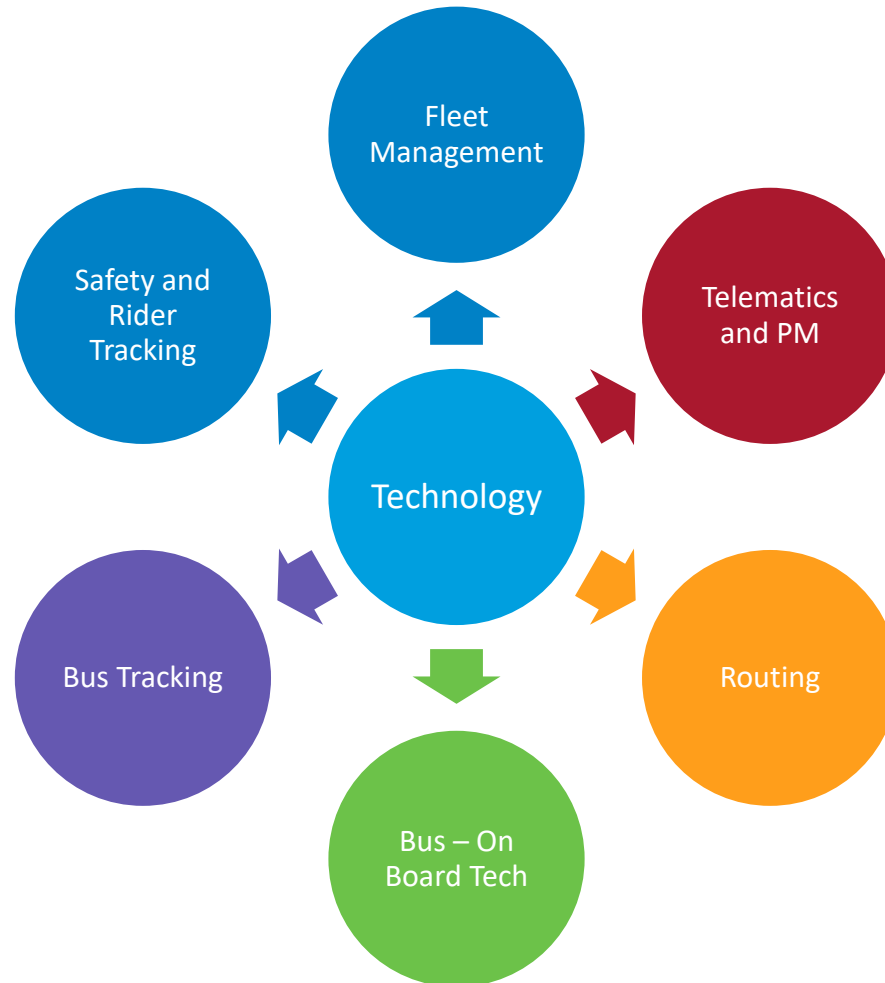 Fleet
Management
Safety and
Rider
Tracking
Telematics
and PM
Technology
Bus Tracking
Routing
Bus – On
Board Tech